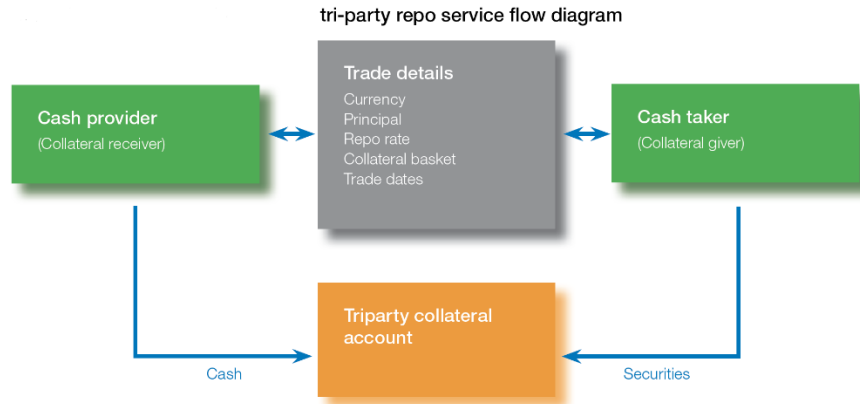 tri-party repo service flow diagram
Trade details
Currency
Principal
Repo rate
Collateral basket
Trade dates
Cash provider
(Collateral receiver)
Cash taker
(Collateral giver)
Triparty collateral
account
Cash
Securities